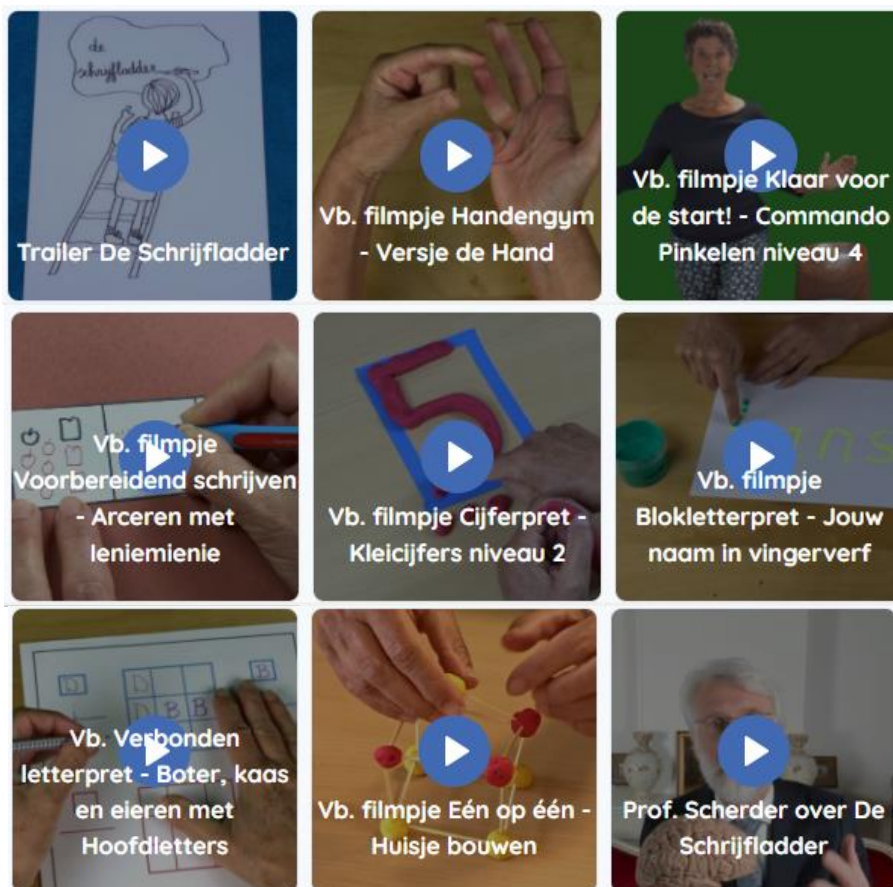 de
schrijfladder
Trailer De Schrijfladder
Vb. filmpje Handengym
- Versje de Hand
Vb. filmpje Klaar voor
de start! - Commando
Pinkelen niveau 4
Vb. filmpje
Voorbereidend schrijven
- Arceren met
Ieniemienie
5
Vb. filmpje Cijferpret -
Kleicijfers niveau 2
ns
Vb. filmpje
Blokletterpret - Jouw
naam in vingerverf
D
D
B
B B
Vb. Verbonden
letterpret - Boter, kaas
en eieren met
Hoofdletters
Vb. filmpje Eén op één -
Huisje bouwen
Prof. Scherder over De
Schrijfladder